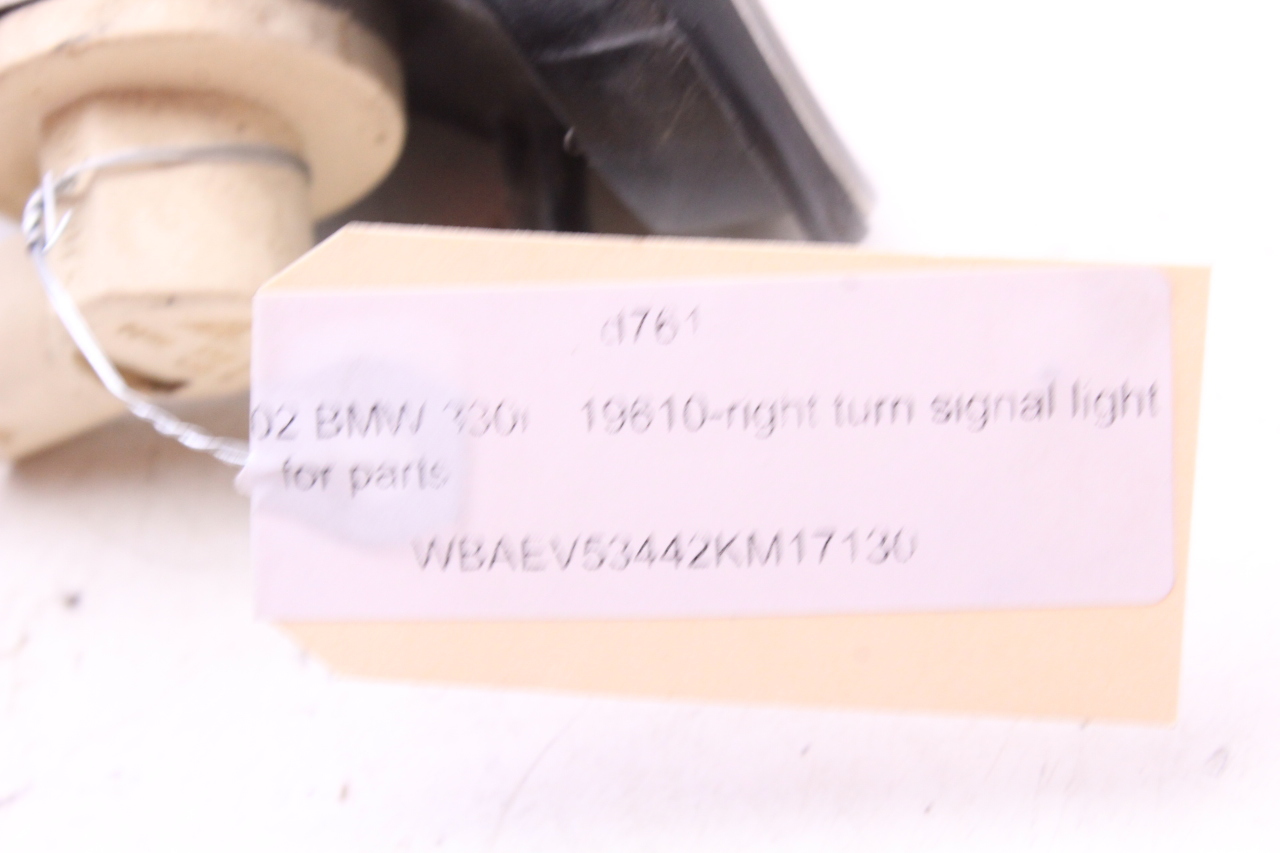 d761
02 BMW 330i 19610-right turn signal light
for parts
WBAEV53442KM17130